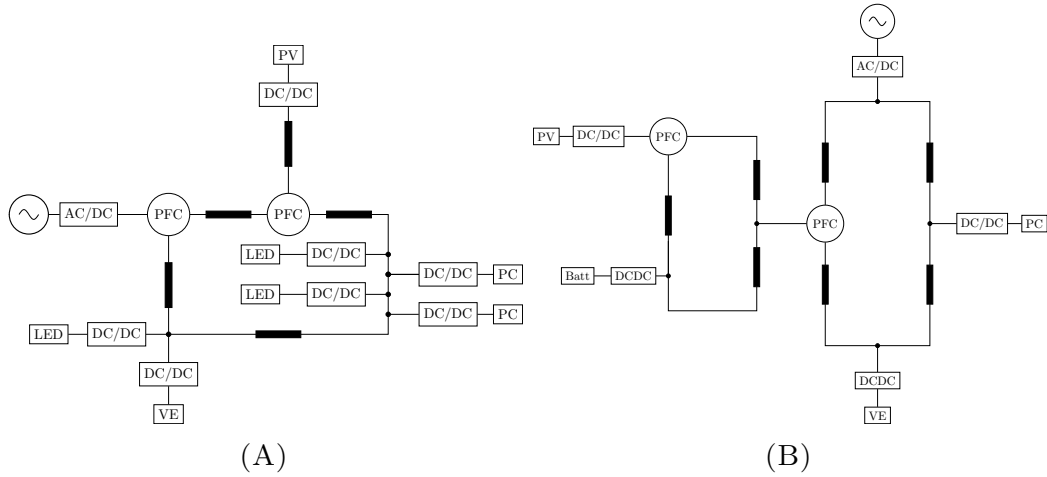 PV
DC/DC
AC/DC
PFC
PFC
LED
DC/DC
DC/DC
PC
LED
DC/DC
DC/DC
PC
LED
DC/DC
DC/DC
VE
(A)
AC/DC
PV
DC/DC
PFC
PFC
DC/DC
PC
Batt
DCDC
DCDC
VE
(B)